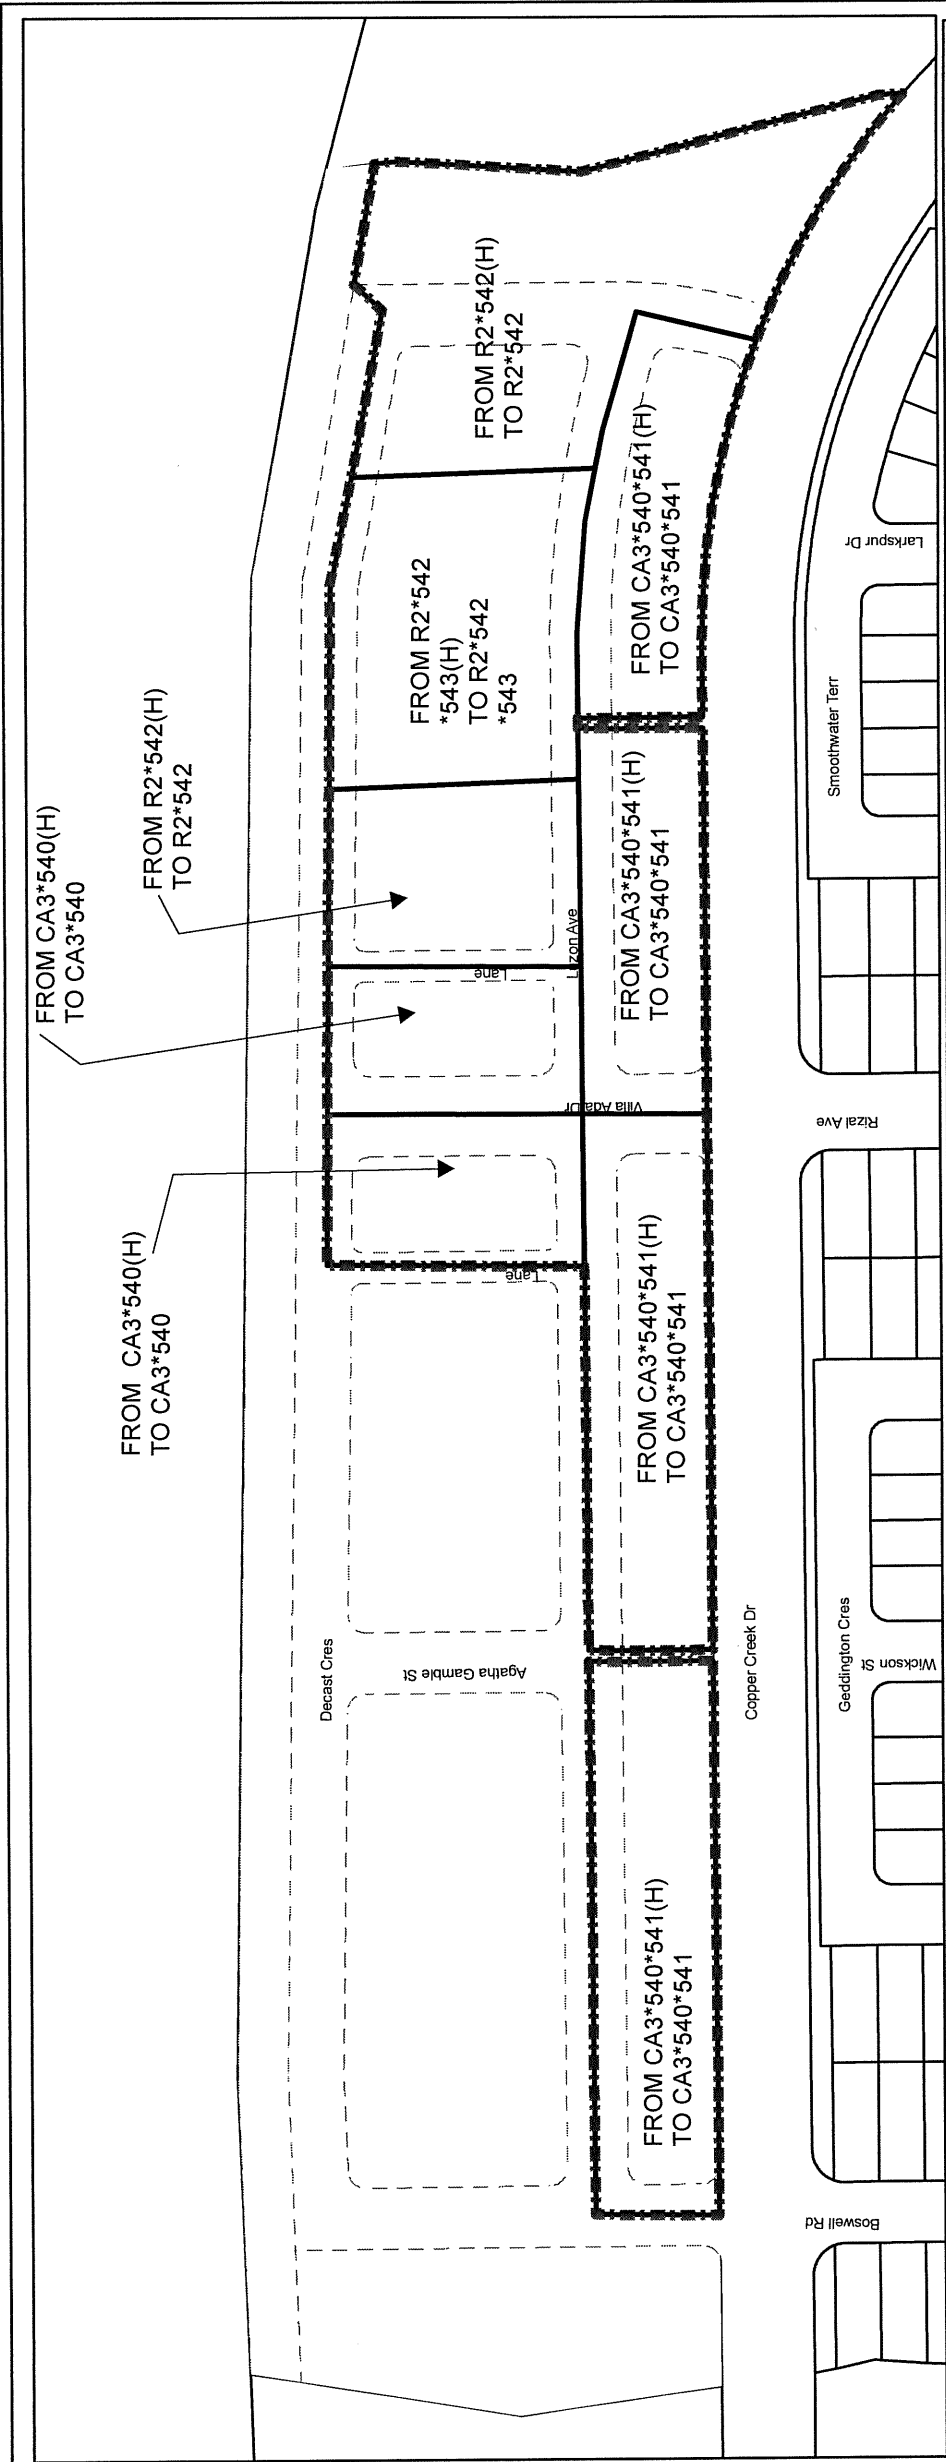 FROM CA3*540(H)
TO CA3*540
FROM R2*542(H)
TO R2*542
FROM CA3*540(H)
TO CA3*540
FROM R2*542(H)
TO R2*542
FROM R2*542
*543(H)
TO R2*542
*543
FROM CA3*540*541(H)
TO CA3*540*541
FROM CA3*540*541(H)
TO CA3*540*541
FROM CA3*540*541(H)
TO CA3*540*541
FROM CA3*540*541(H)
TO CA3*540*541
Decast Cres
Agatha Gamble St
Lane
Lane
Luzon Ave
Villa Ada Dr
Copper Creek Dr
Larkspur Dr
Smoothwater Terr
Rizal Ave
Geddington Cres
Wickson St
Boswell Rd